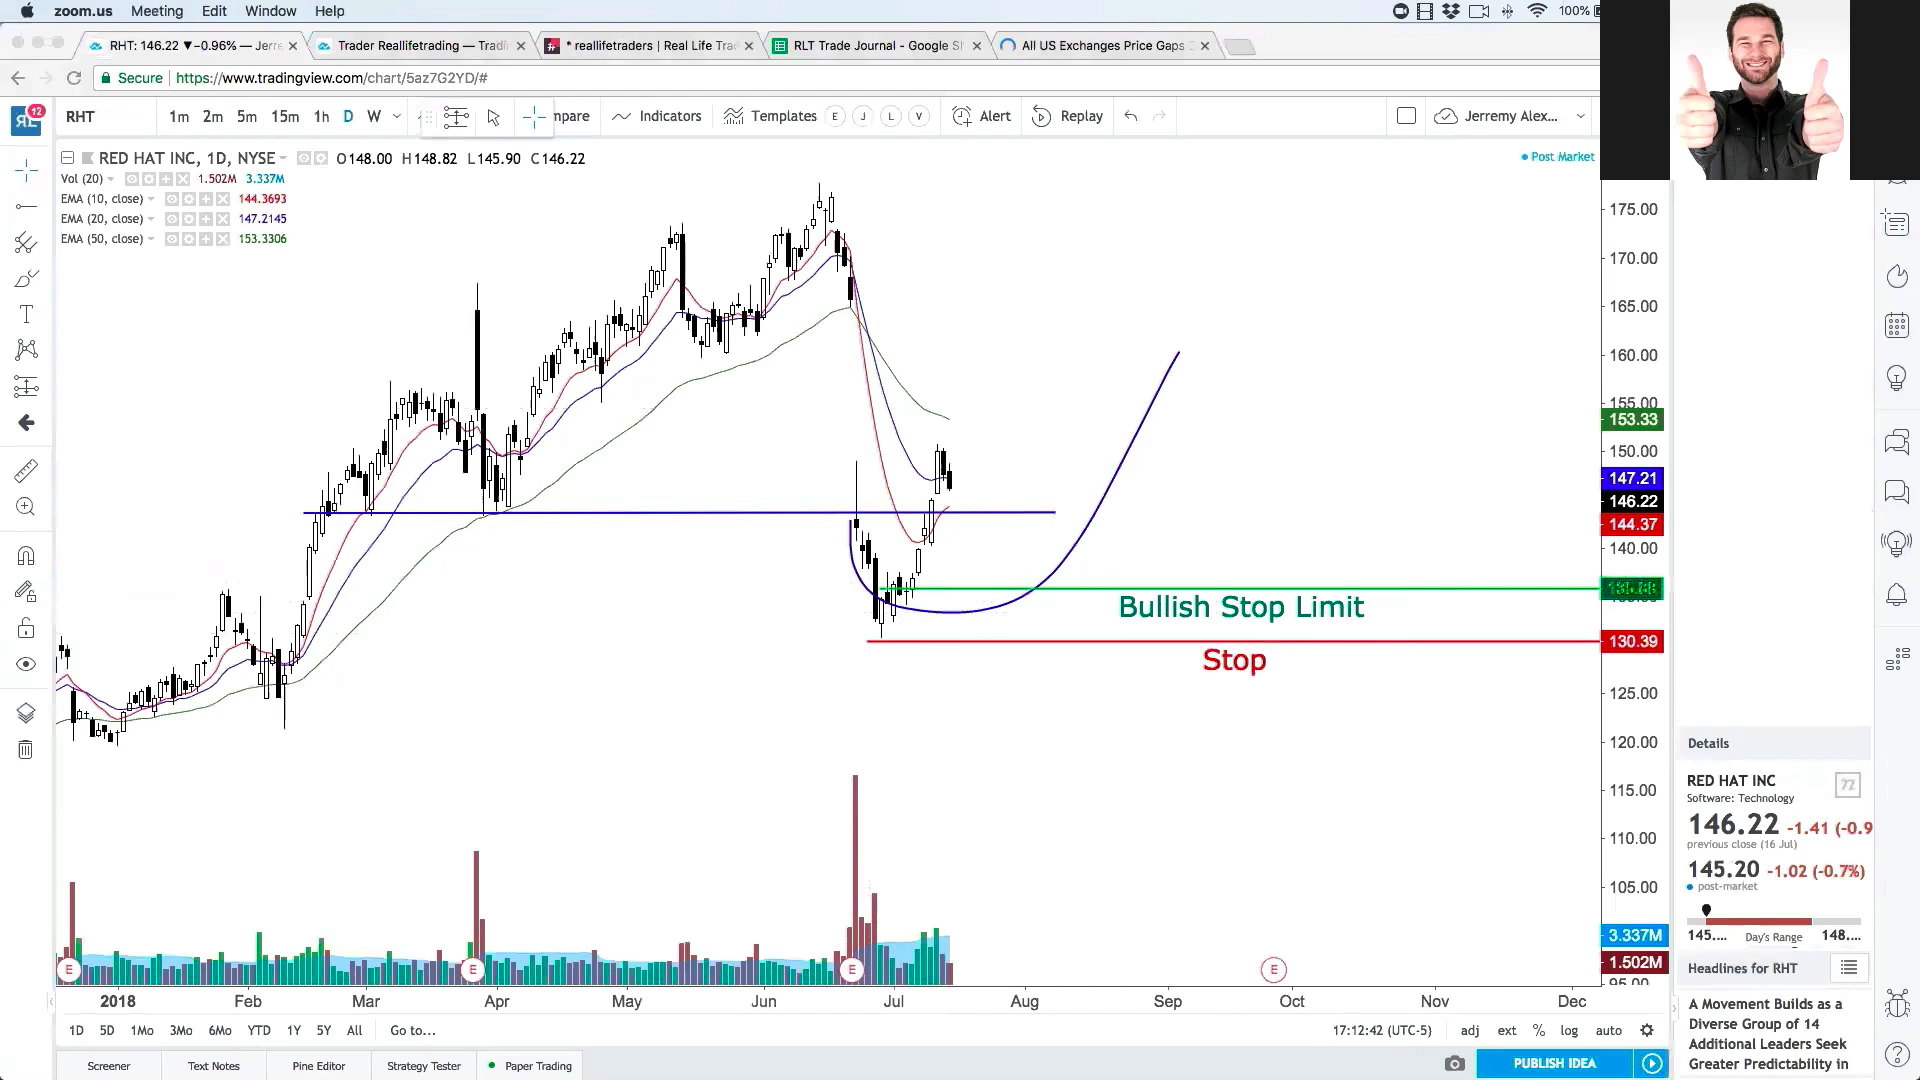 zoom.us Meeting Edit Window Help 100%
RHT: 146.22 ▼−0.96% — Jerre × Trader Reallifetrading — Tradi × * reallifetraders | Real Life Trad × RLT Trade Journal - Google Sh × All US Exchanges Price Gaps ×
Secure | https://www.tradingview.com/chart/5az7G2YD/#
12
RHT 1m 2m 5m 15m 1h D W mpare Indicators Templates E J L V Alert Replay Jerremy Alex...
RED HAT INC, 1D, NYSE O148.00 H148.82 L145.90 C146.22
Post Market
Vol (20) 1.502M 3.337M
EMA (10, close) 144.3693
EMA (20, close) 147.2145
EMA (50, close) 153.3306
175.00
170.00
165.00
160.00
155.00
153.33
150.00
147.21
146.22
144.37
140.00
Bullish Stop Limit
130.39
Stop
125.00
120.00
115.00
110.00
105.00
3.337M
1.502M
95.00
E E E E
2018 Feb Mar Apr May Jun Jul Aug Sep Oct Nov Dec
1D 5D 1Mo 3Mo 6Mo YTD 1Y 5Y All Go to... 17:12:42 (UTC-5) adj ext % log auto
Screener Text Notes Pine Editor Strategy Tester Paper Trading PUBLISH IDEA
Details
RED HAT INC
Software: Technology
146.22 -1.41 (-0.9
previous close (16 Jul)
145.20 -1.02 (-0.7%)
post-market
145.... Day's Range 148....
Headlines for RHT
A Movement Builds as a
Diverse Group of 14
Additional Leaders Seek
Greater Predictability in